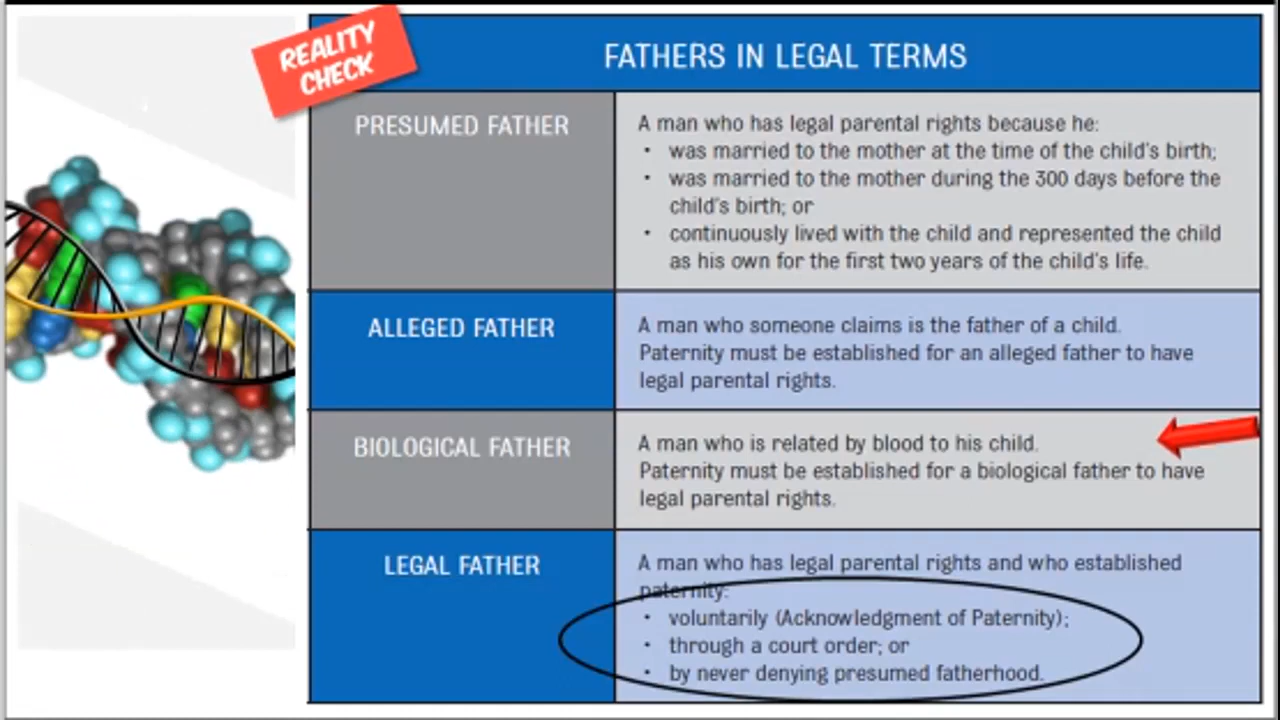 REALITY
CHECK
FATHERS IN LEGAL TERMS
PRESUMED FATHER
A man who has legal parental rights because he:
• was married to the mother at the time of the child's birth;
• was married to the mother during the 300 days before the
child's birth; or
• continuously lived with the child and represented the child
as his own for the first two years of the child's life.
ALLEGED FATHER
A man who someone claims is the father of a child.
Paternity must be established for an alleged father to have
legal parental rights.
BIOLOGICAL FATHER
A man who is related by blood to his child.
Paternity must be established for a biological father to have
legal parental rights.
LEGAL FATHER
A man who has legal parental rights and who established
paternity:
• voluntarily (Acknowledgment of Paternity);
• through a court order; or
• by never denying presumed fatherhood.